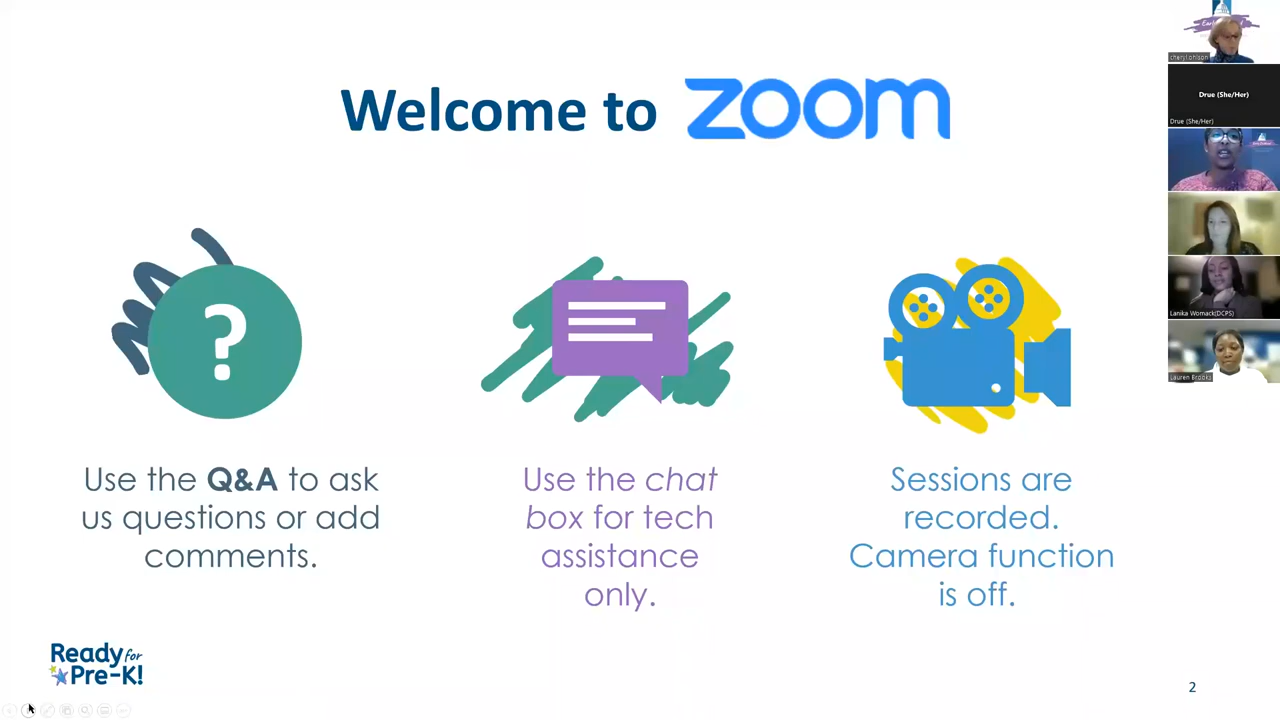 Welcome to zoom
?
Use the Q&A to ask
us questions or add
comments.
Use the chat
box for tech
assistance
only.
Sessions are
recorded.
Camera function
is off.
Ready for
Pre-K!
2
cheryl ohlson
Drue (She/Her)
Drue (She/Her)
Lanika Womack(DCPS)
Lauren Brooks